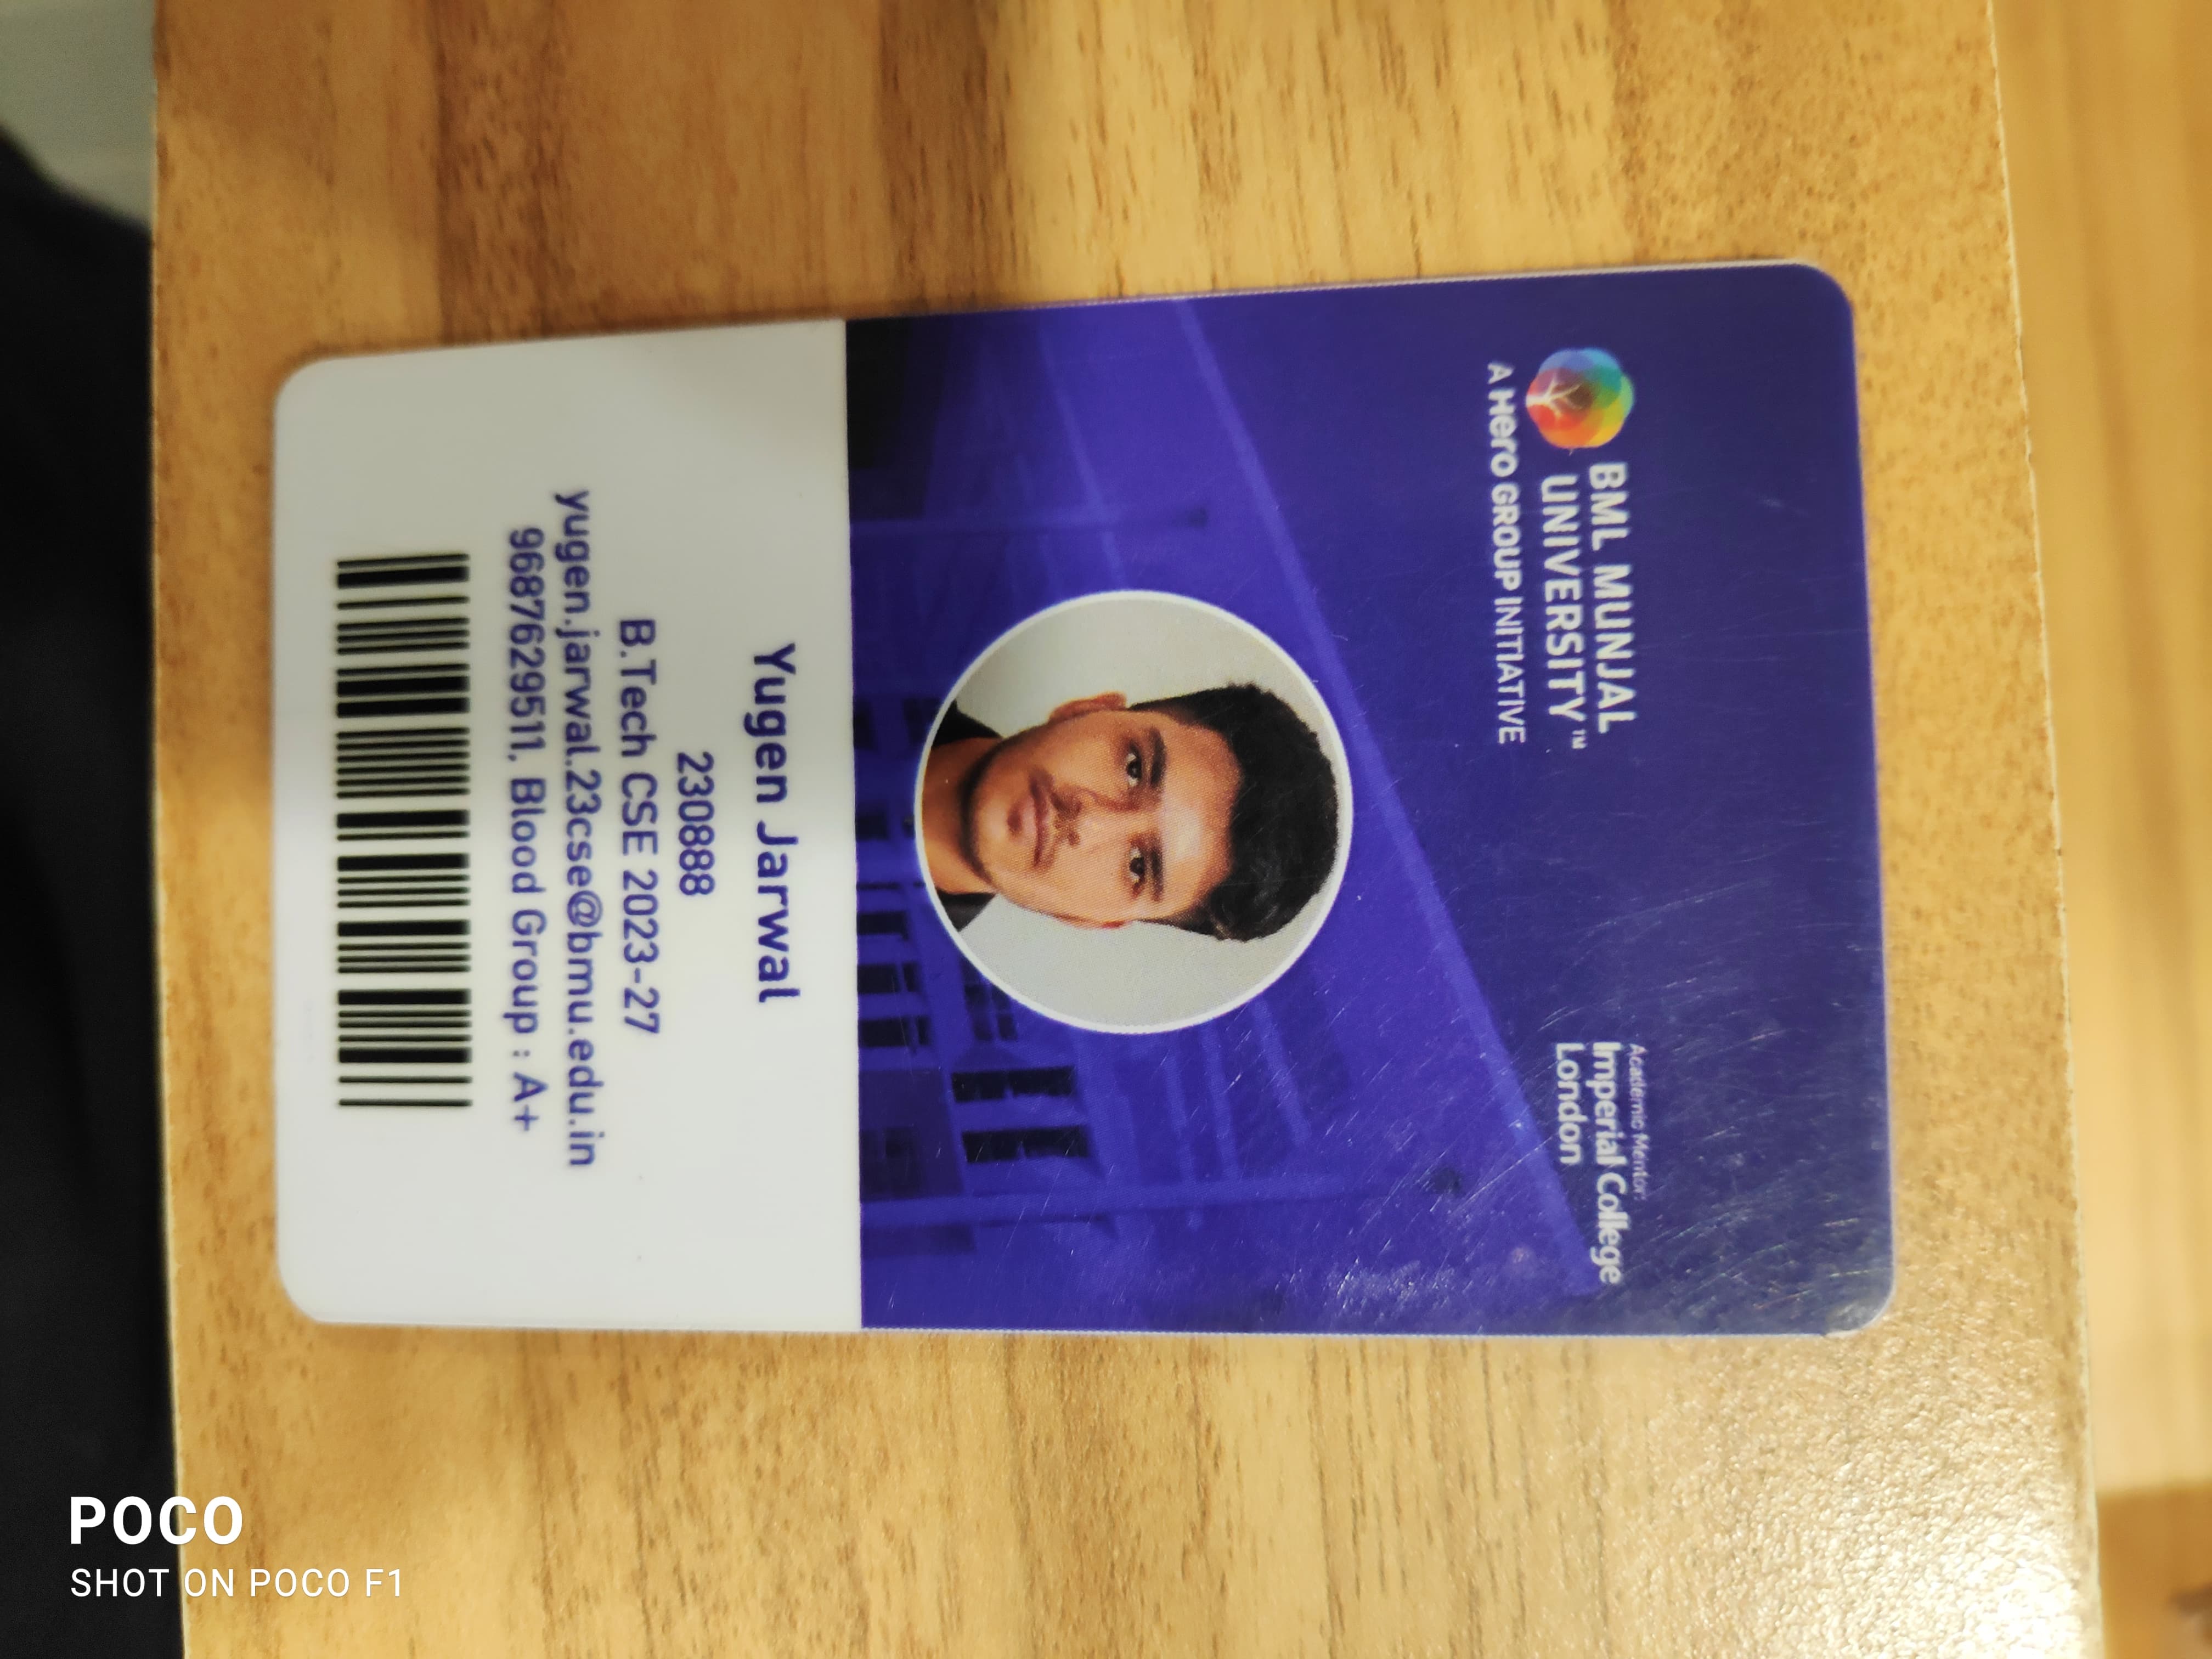 BML MUNJAL
UNIVERSITY™
A Hero GROUP INITIATIVE
Academic Mentor:
Imperial College
London
Yugen Jarwal
230888
B.Tech CSE 2023-27
yugen.jarwal.23cse@bmu.edu.in
9687629511, Blood Group : A+
POCO
SHOT ON POCO F1